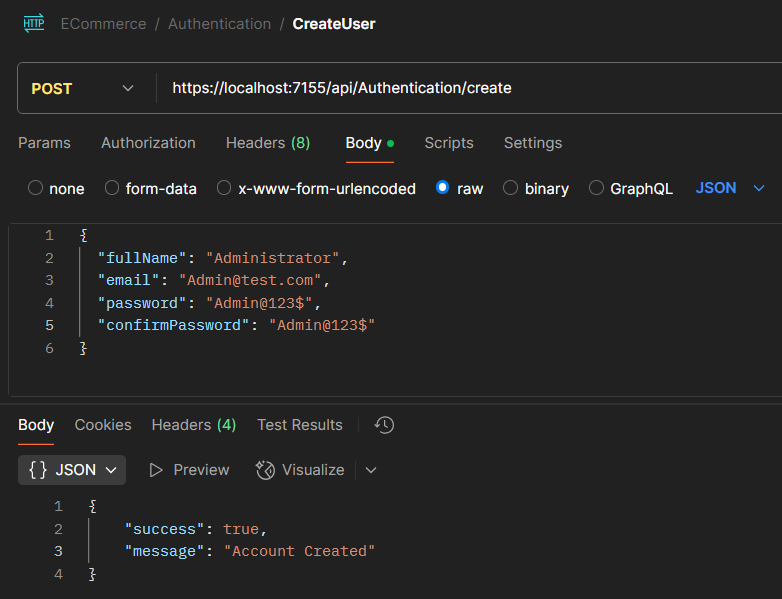 HTTP ECommerce / Authentication / CreateUser
POST https://localhost:7155/api/Authentication/create
Params Authorization Headers (8) Body Scripts Settings
none form-data x-www-form-urlencoded raw binary GraphQL JSON
1 {
2 "fullName": "Administrator",
3 "email": "Admin@test.com",
4 "password": "Admin@123$",
5 "confirmPassword": "Admin@123$"
6 }
Body Cookies Headers (4) Test Results
{} JSON Preview Visualize
1 {
2 "success": true,
3 "message": "Account Created"
4 }